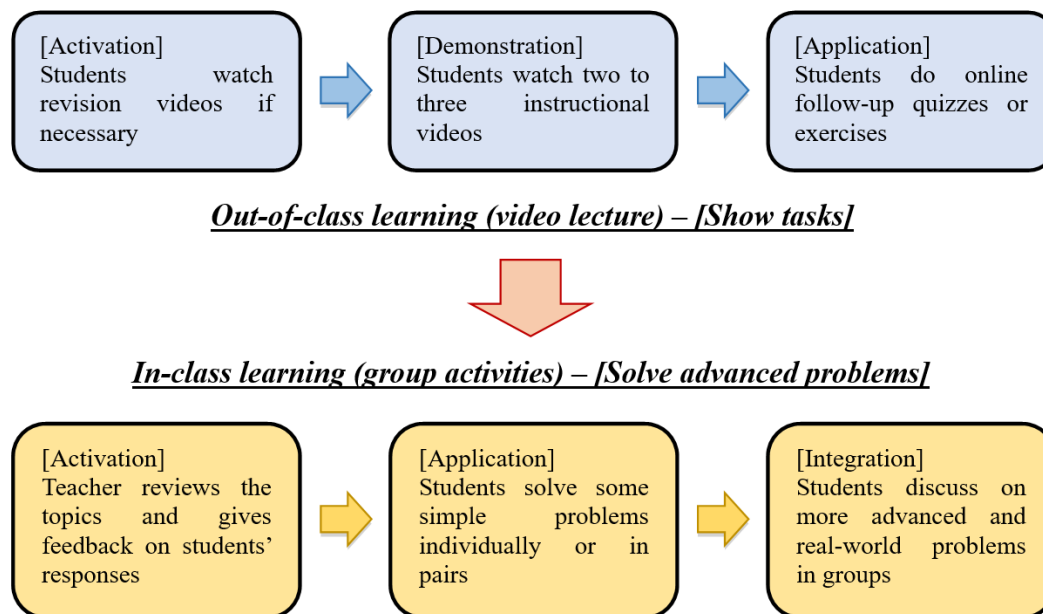 [Activation]
Students watch
revision videos if
necessary
[Demonstration]
Students watch two to
three instructional
videos
[Application]
Students do online
follow-up quizzes or
exercises
Out-of-class learning (video lecture) – [Show tasks]
In-class learning (group activities) – [Solve advanced problems]
[Activation]
Teacher reviews the
topics and gives
feedback on students’
responses
[Application]
Students solve some
simple problems
individually or in
pairs
[Integration]
Students discuss on
more advanced and
real-world problems
in groups